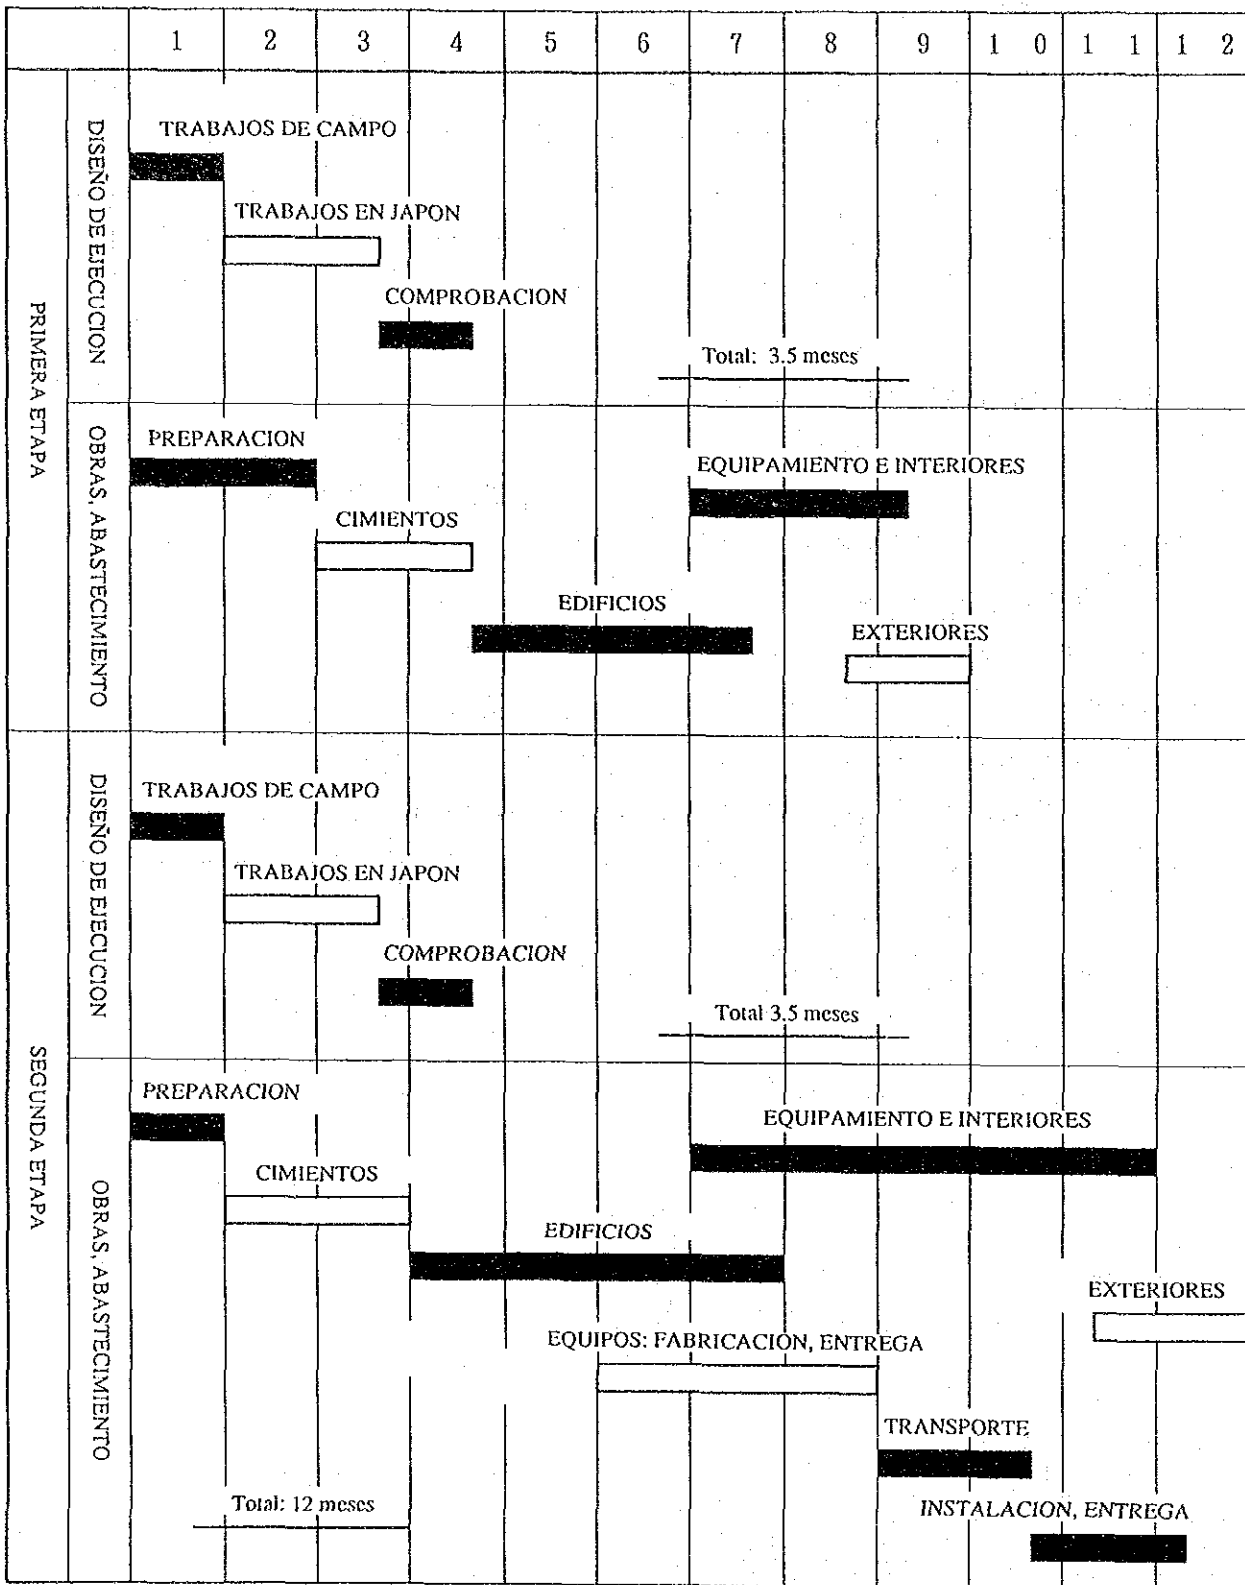 1 2 3 4 5 6 7 8 9 1 0 1 1 1 2
PRIMERA ETAPA
DISEÑO DE EJECUCION
TRABAJOS DE CAMPO
TRABAJOS EN JAPON
COMPROBACION
Total: 3.5 meses
OBRAS, ABASTECIMIENTO
PREPARACION
EQUIPAMIENTO E INTERIORES
CIMIENTOS
EDIFICIOS
EXTERIORES
SEGUNDA ETAPA
DISEÑO DE EJECUCION
TRABAJOS DE CAMPO
TRABAJOS EN JAPON
COMPROBACION
Total 3.5 meses
OBRAS, ABASTECIMIENTO
PREPARACION
EQUIPAMIENTO E INTERIORES
CIMIENTOS
EDIFICIOS
EXTERIORES
EQUIPOS: FABRICACION, ENTREGA
TRANSPORTE
Total: 12 meses
INSTALACION, ENTREGA